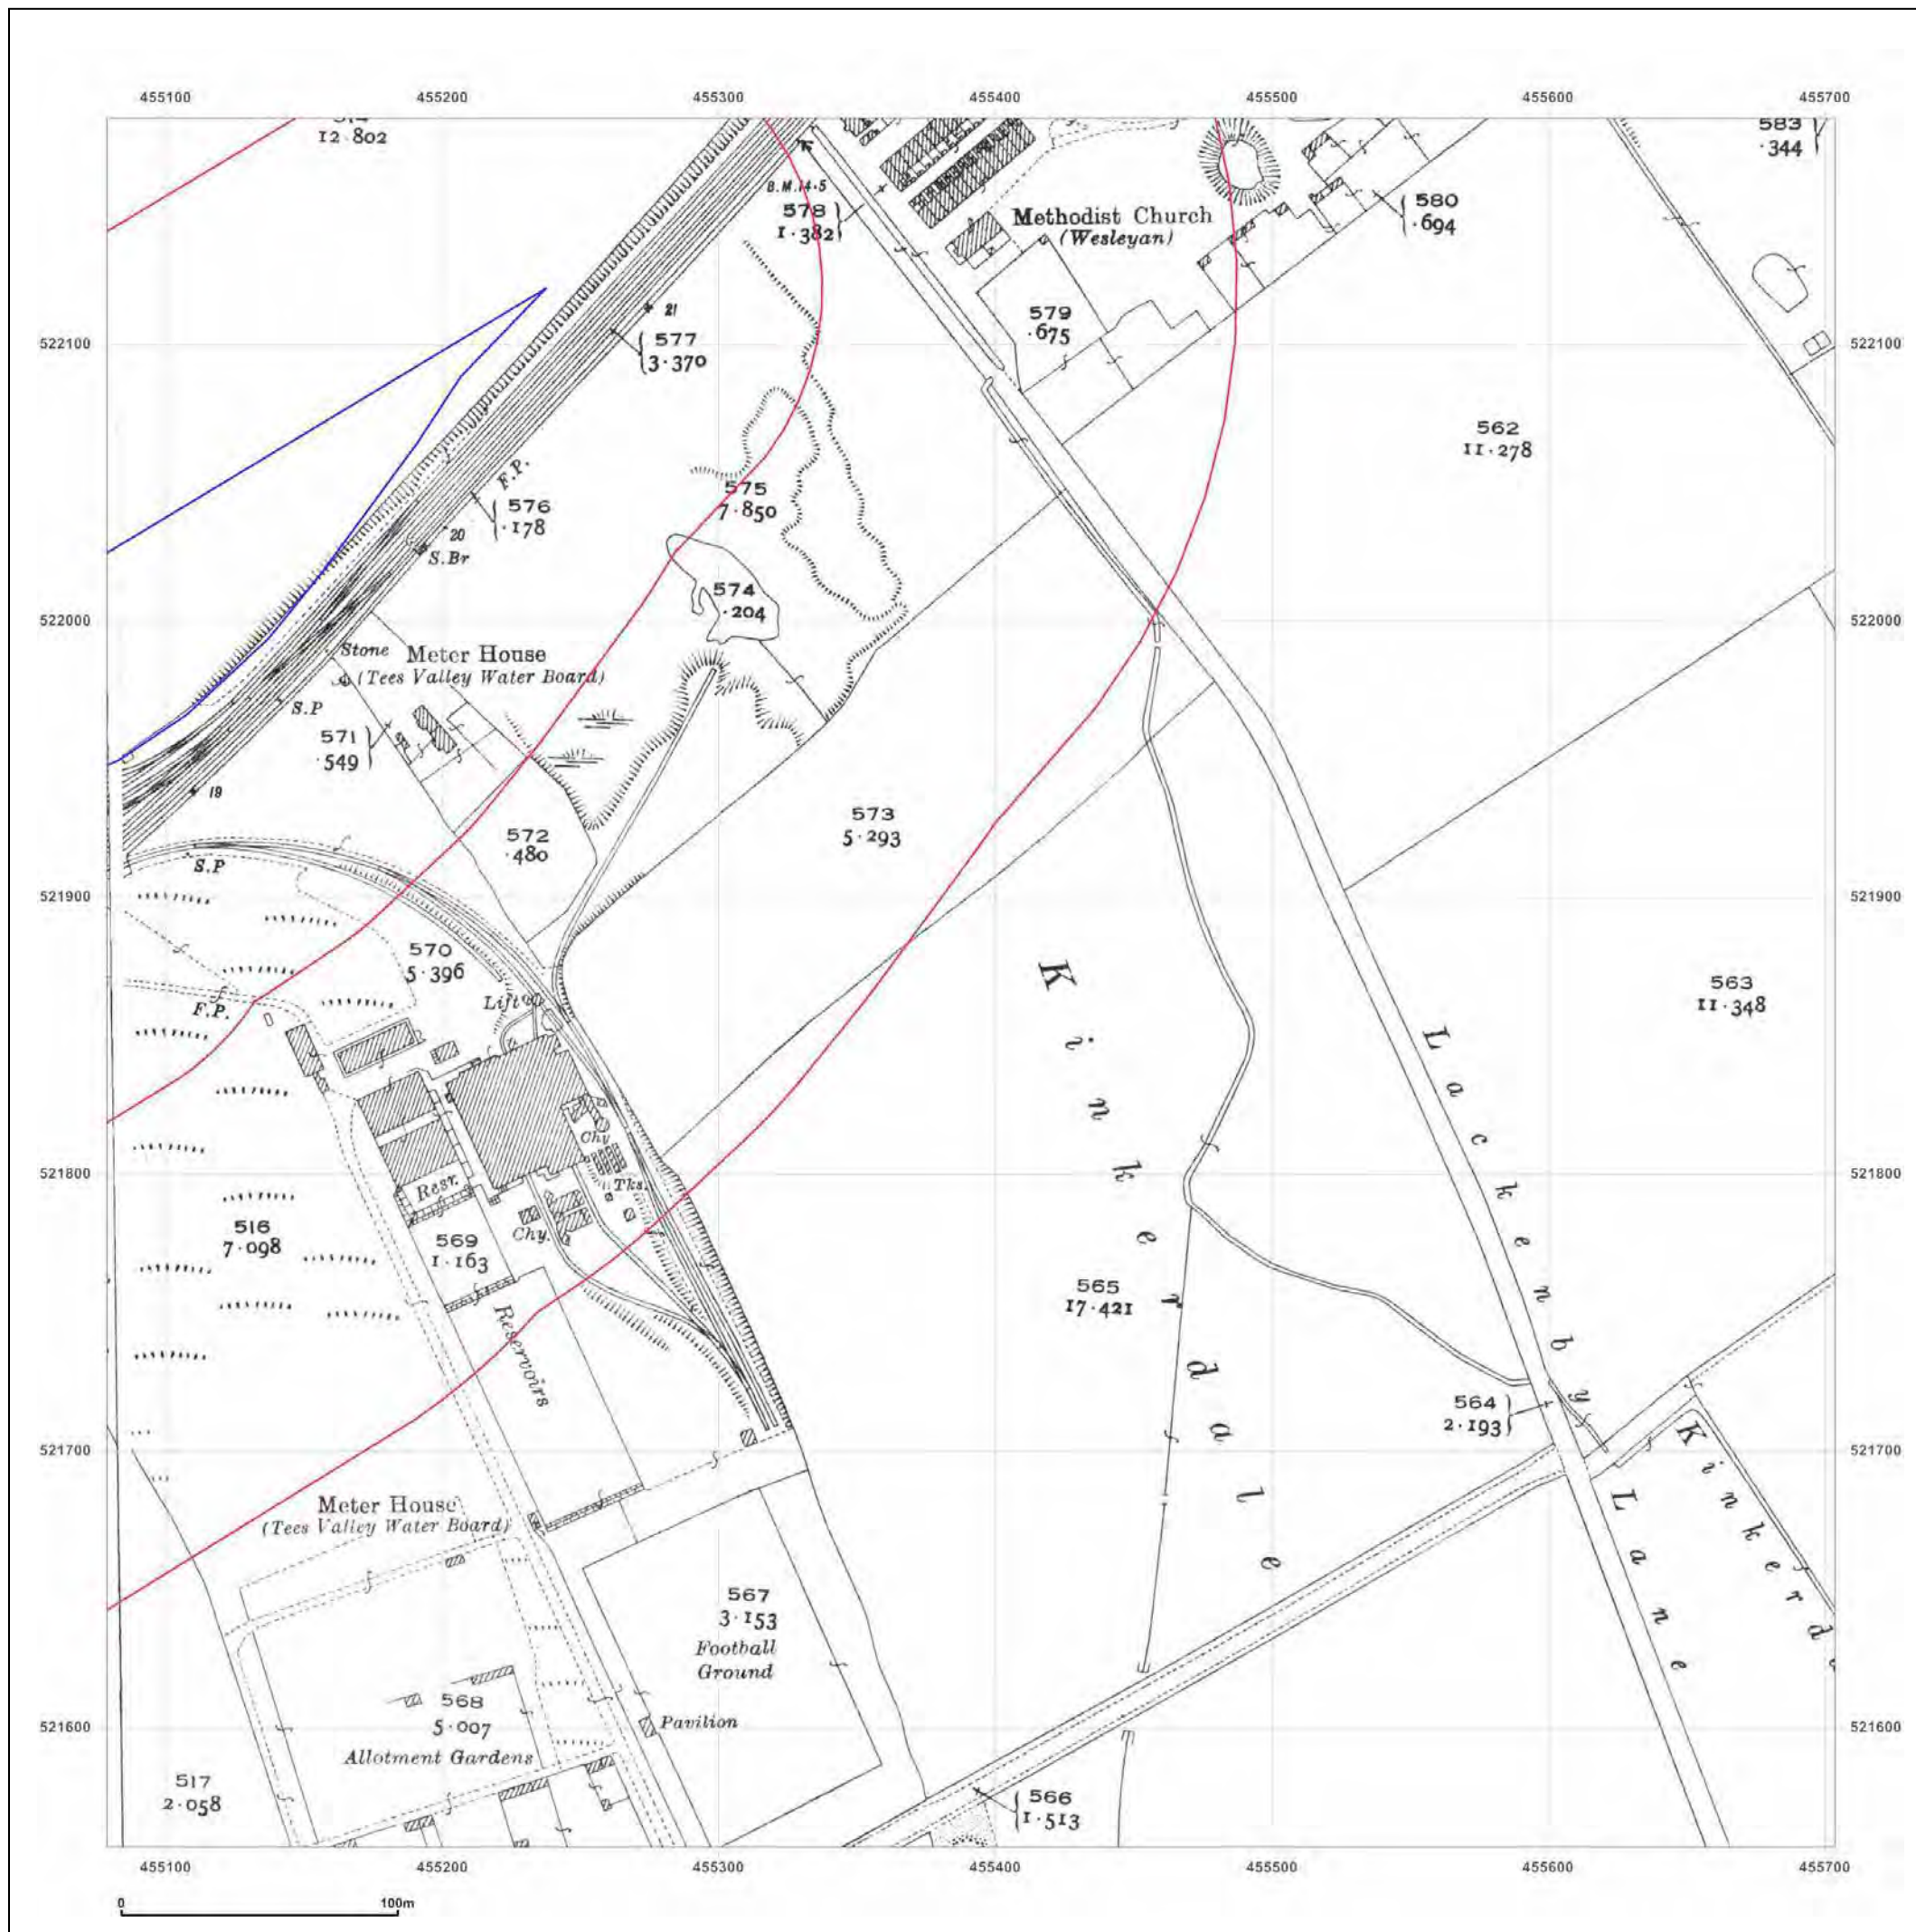 455100 455200 455300 455400 455500 455600 455700
12·802
583
·344
B.M.14·5
578
1·382
Methodist Church
(Wesleyan)
580
·694
21
577
3·370
579
·675
522100 522100
562
11·278
F.P.
575
7·850
576
·178
20
S.Br
574
·204
522000 522000
Stone
Meter House
(Tees Valley Water Board)
S.P
571
·549
19
572
·480
573
5·293
S.P
521900 521900
570
5·396
Lift
F.P.
563
11·348
Kinkerdale
Lackenby Lane
Chy
521800 521800
Resr.
Tks.
516
7·098
569
1·163
Chy.
565
17·421
Reservoirs
564
2·193
521700 521700
Kinkerd
Meter House
(Tees Valley Water Board)
567
3·153
Football
Ground
568
5·007
Pavilion
521600 521600
Allotment Gardens
517
2·058
566
1·513
455100 455200 455300 455400 455500 455600 455700
0 100m